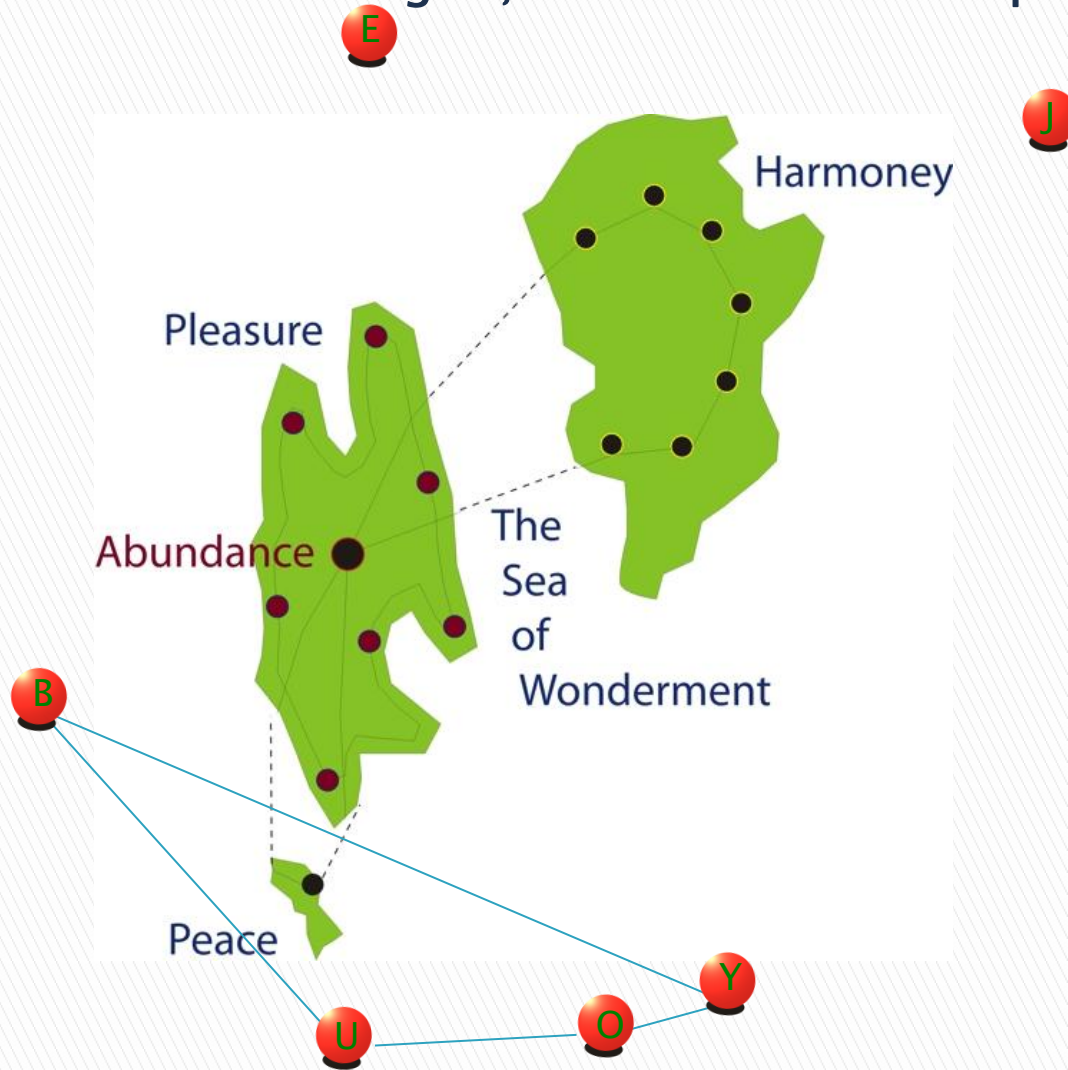 E
J
Harmoney
Pleasure
The
Abundance
Sea
of
Wonderment
B
Peace
Y
O
U